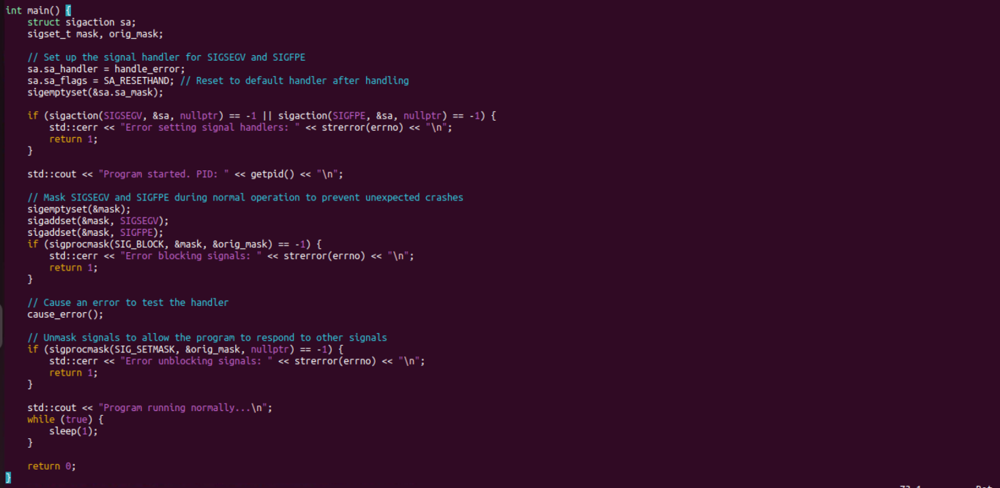 int main() {
    struct sigaction sa;
    sigset_t mask, orig_mask;

    // Set up the signal handler for SIGSEGV and SIGFPE
    sa.sa_handler = handle_error;
    sa.sa_flags = SA_RESETHAND; // Reset to default handler after handling
    sigemptyset(&sa.sa_mask);

    if (sigaction(SIGSEGV, &sa, nullptr) == -1 || sigaction(SIGFPE, &sa, nullptr) == -1) {
        std::cerr << "Error setting signal handlers: " << strerror(errno) << "\n";
        return 1;
    }

    std::cout << "Program started. PID: " << getpid() << "\n";

    // Mask SIGSEGV and SIGFPE during normal operation to prevent unexpected crashes
    sigemptyset(&mask);
    sigaddset(&mask, SIGSEGV);
    sigaddset(&mask, SIGFPE);
    if (sigprocmask(SIG_BLOCK, &mask, &orig_mask) == -1) {
        std::cerr << "Error blocking signals: " << strerror(errno) << "\n";
        return 1;
    }

    // Cause an error to test the handler
    cause_error();

    // Unmask signals to allow the program to respond to other signals
    if (sigprocmask(SIG_SETMASK, &orig_mask, nullptr) == -1) {
        std::cerr << "Error unblocking signals: " << strerror(errno) << "\n";
        return 1;
    }

    std::cout << "Program running normally...\n";
    while (true) {
        sleep(1);
    }

    return 0;
}